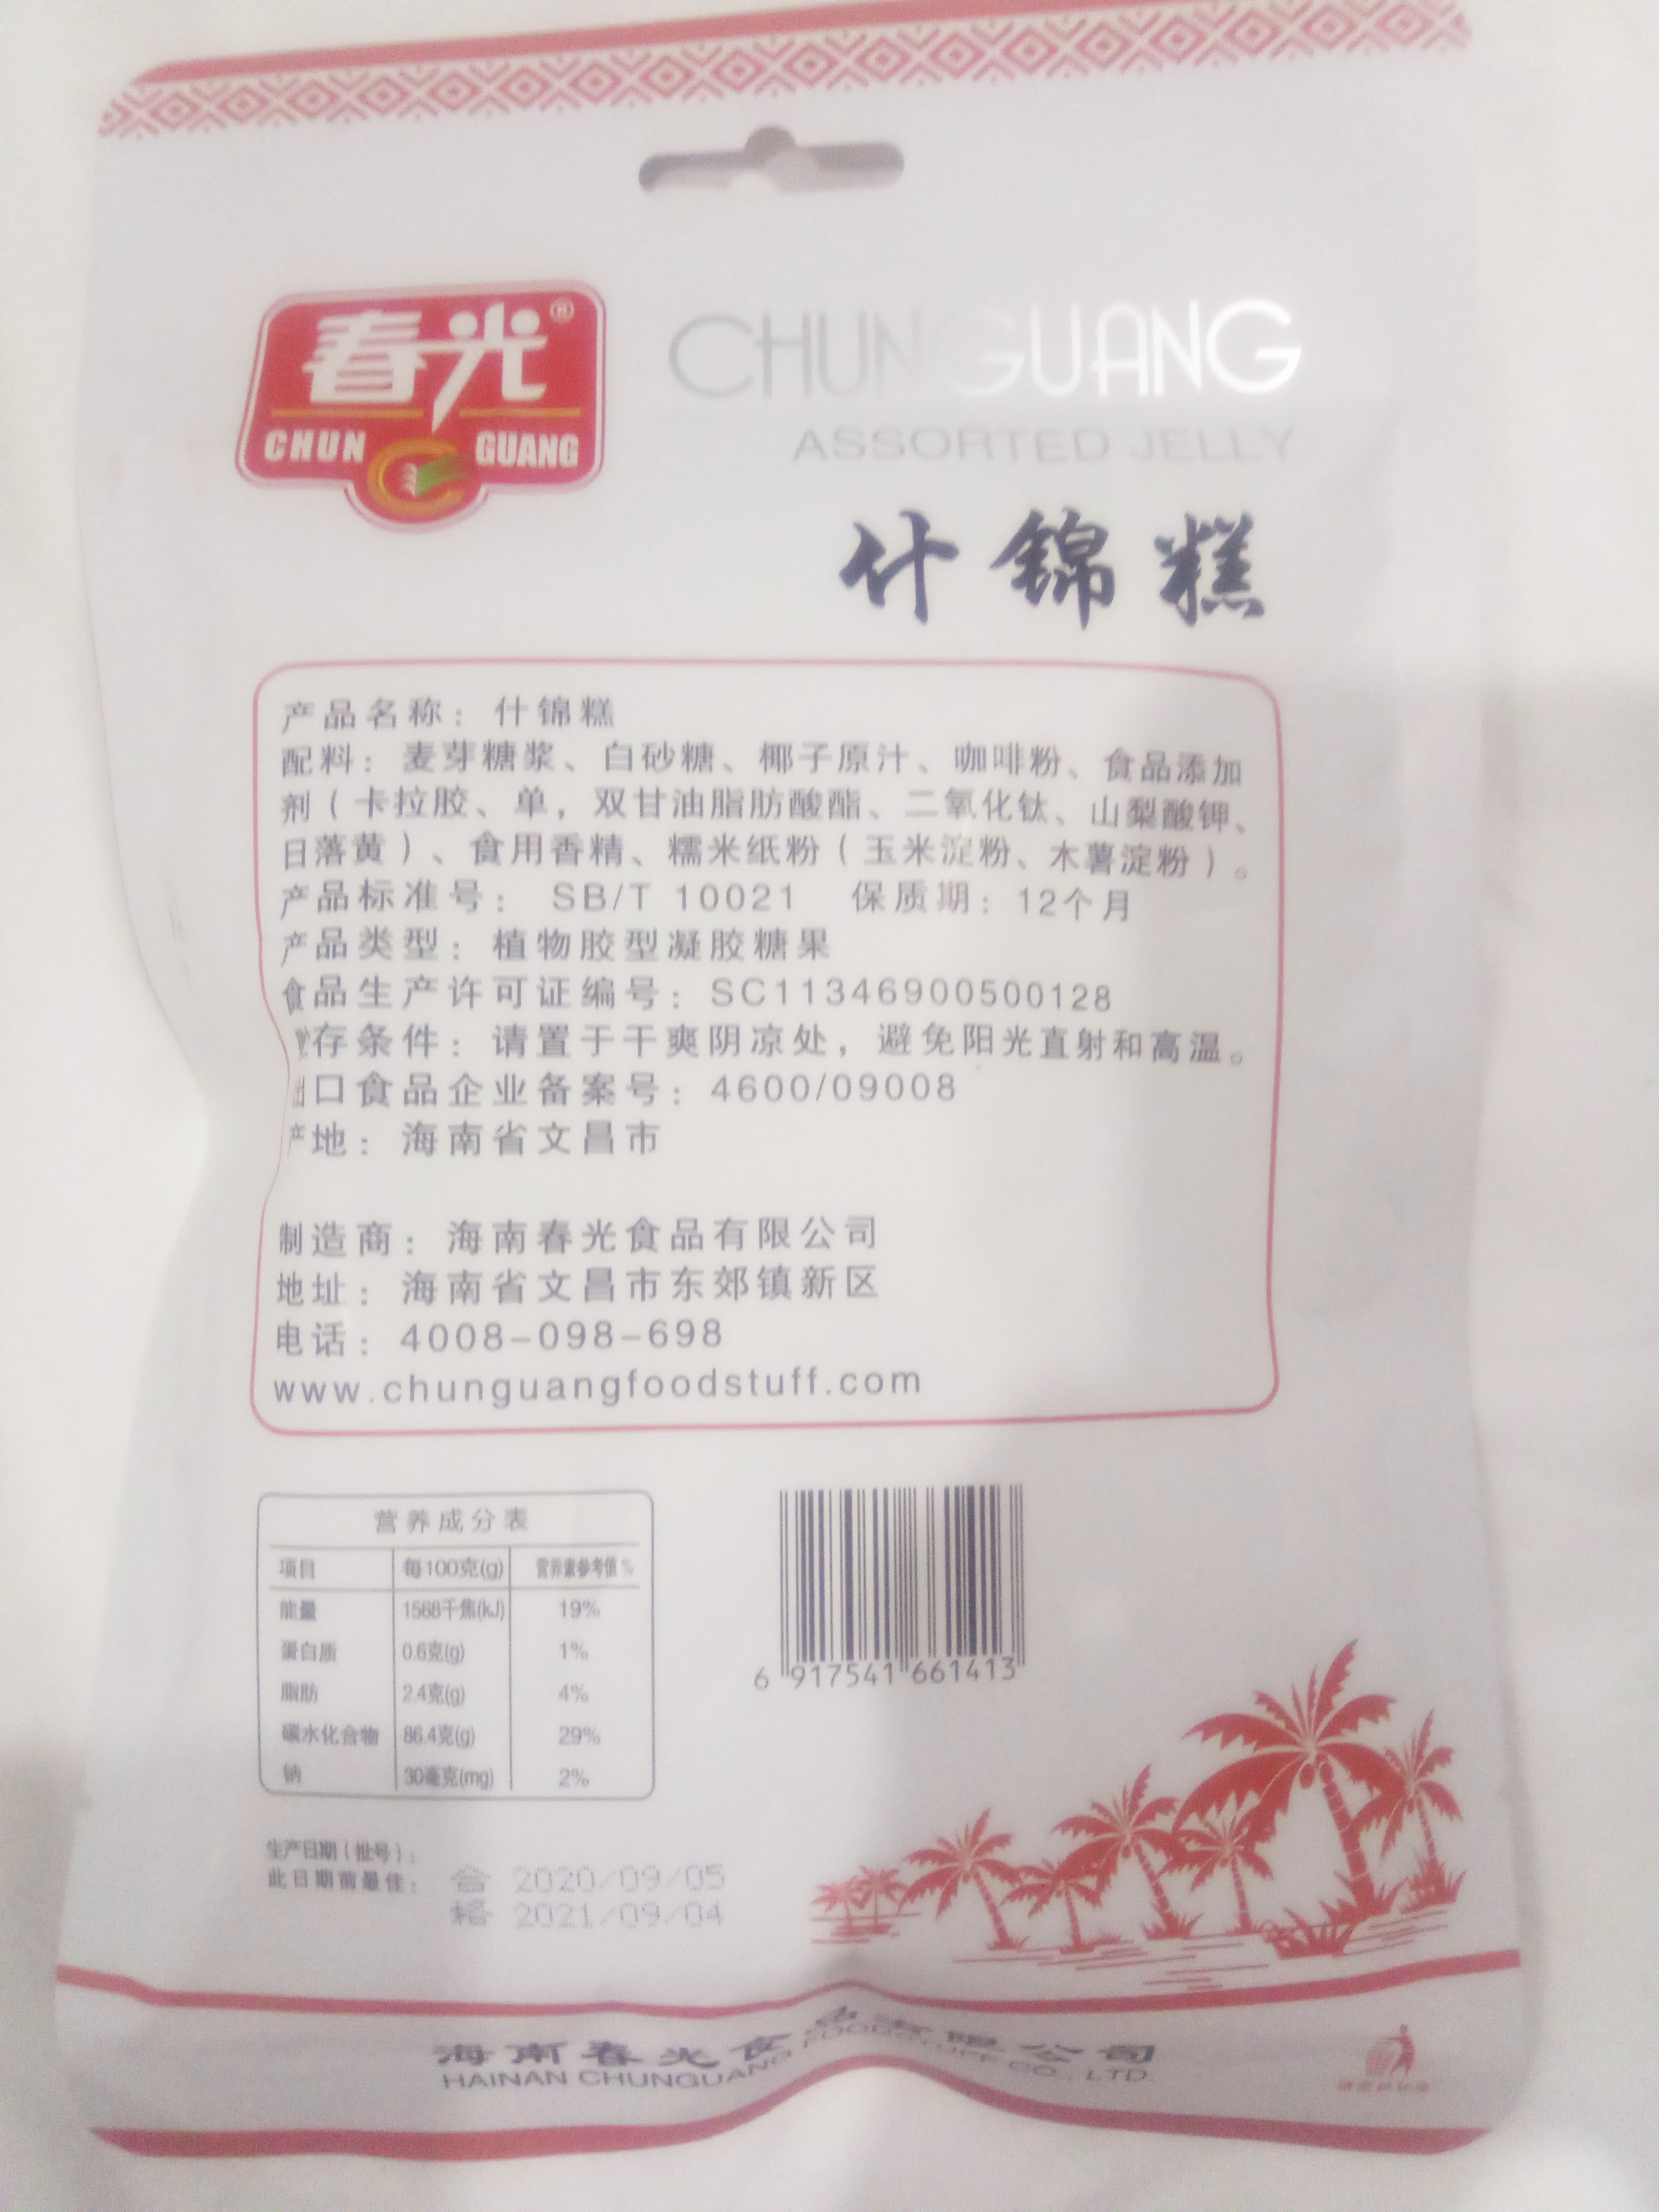 春光®
CHUN GUANG
CHUNGUANG
ASSORTED JELLY
什锦糕
产品名称：什锦糕
配料：麦芽糖浆、白砂糖、椰子原汁、咖啡粉、食品添加
剂（卡拉胶、单，双甘油脂肪酸酯、二氧化钛、山梨酸钾、
日落黄）、食用香精、糯米纸粉（玉米淀粉、木薯淀粉）。
产品标准号： SB/T 10021 保质期：12个月
产品类型：植物胶型凝胶糖果
食品生产许可证编号：SC11346900500128
贮存条件：请置于干爽阴凉处，避免阳光直射和高温。
出口食品企业备案号：4600/09008
产地：海南省文昌市
制造商：海南春光食品有限公司
地址：海南省文昌市东郊镇新区
电话：4008-098-698
www.chunguangfoodstuff.com
营养成分表
项目 每100克(g) 营养素参考值%
能量 1568千焦(kJ) 19%
蛋白质 0.6克(g) 1%
脂肪 2.4克(g) 4%
碳水化合物 86.4克(g) 29%
钠 30毫克(mg) 2%
6 917541 661413
生产日期（批号）：
此日期前最佳：
合 2020/09/05
格 2021/09/04
海南春光食品有限公司
HAINAN CHUNGUANG FOODSTUFF CO., LTD.